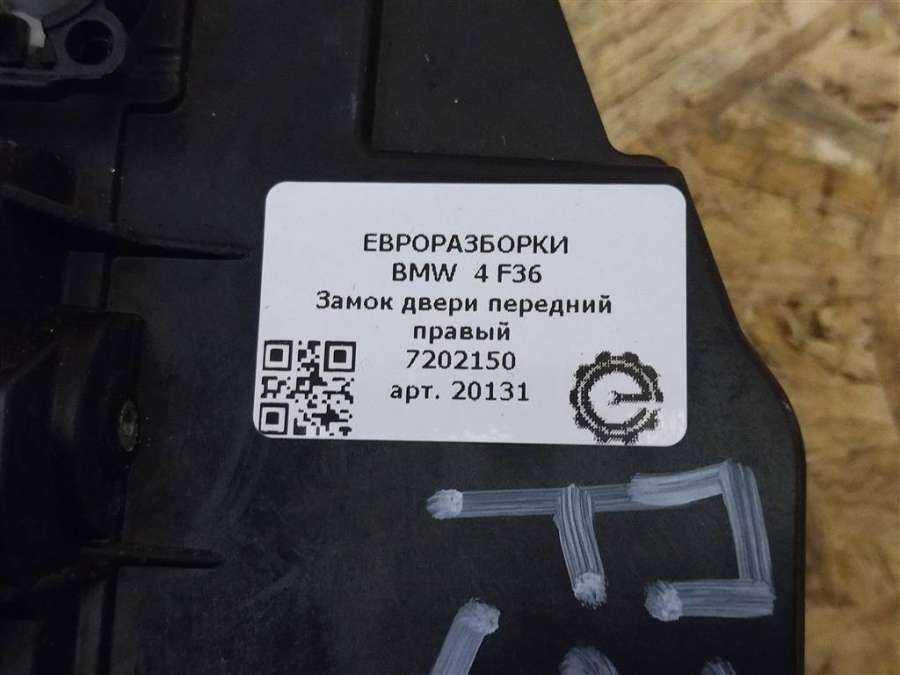 ЕВРОРАЗБОРКИ
BMW 4 F36
Замок двери передний
правый
7202150
арт. 20131